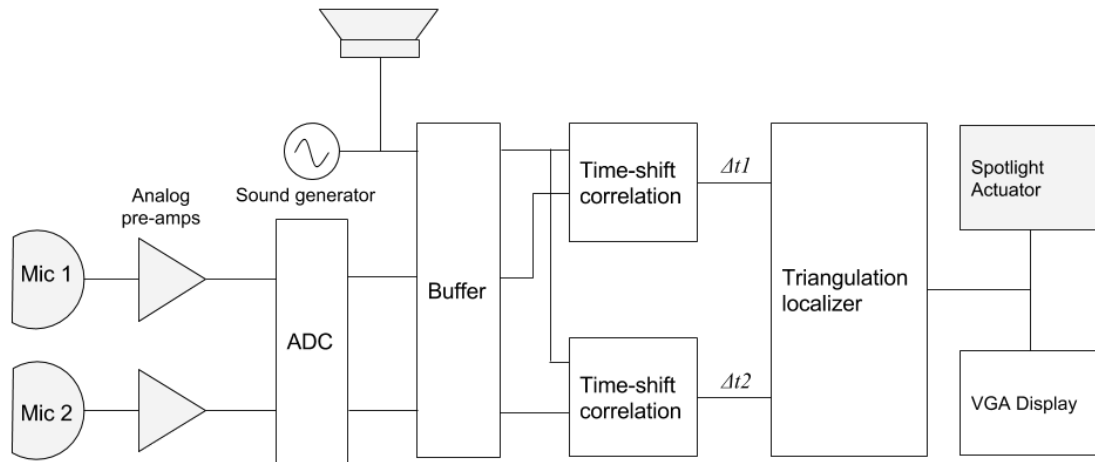 Sound generator
Analog
pre-amps
Mic 1
Mic 2
ADC
Buffer
Time-shift
correlation
Δt1
Time-shift
correlation
Δt2
Triangulation
localizer
Spotlight
Actuator
VGA Display